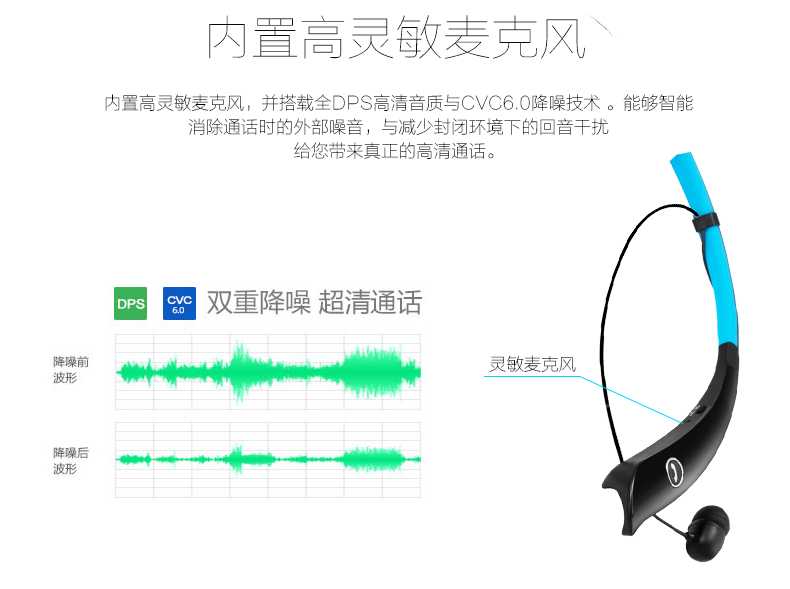 内置高灵敏麦克风
内置高灵敏麦克风，并搭载全DPS高清音质与CVC6.0降噪技术 。能够智能
消除通话时的外部噪音，与减少封闭环境下的回音干扰
给您带来真正的高清通话。
DPS
CVC
6.0
双重降噪 超清通话
降噪前
波形
灵敏麦克风
降噪后
波形